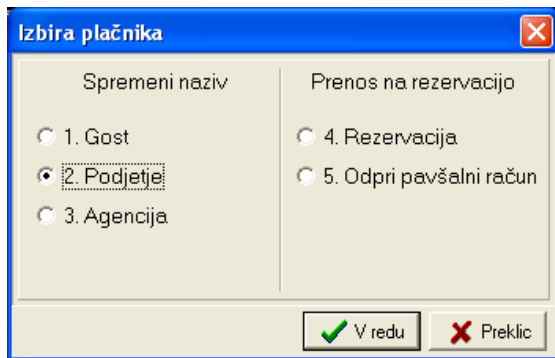 Izbira plačnika
Spremeni naziv
1. Gost
2. Podjetje
3. Agencija
Prenos na rezervacijo
4. Rezervacija
5. Odpri pavšalni račun
V redu
Preklic